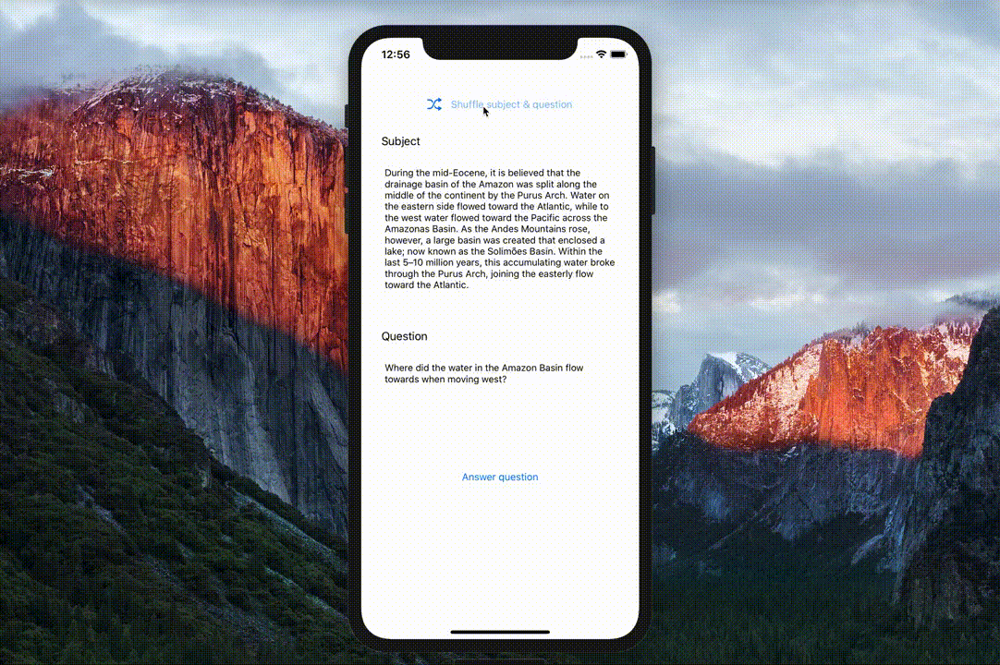 12:56
Shuffle subject & question
Subject
During the mid-Eocene, it is believed that the
drainage basin of the Amazon was split along the
middle of the continent by the Purus Arch. Water on
the eastern side flowed toward the Atlantic, while to
the west water flowed toward the Pacific across the
Amazonas Basin. As the Andes Mountains rose,
however, a large basin was created that enclosed a
lake; now known as the Solimões Basin. Within the
last 5–10 million years, this accumulating water broke
through the Purus Arch, joining the easterly flow
toward the Atlantic.
Question
Where did the water in the Amazon Basin flow
towards when moving west?
Answer question